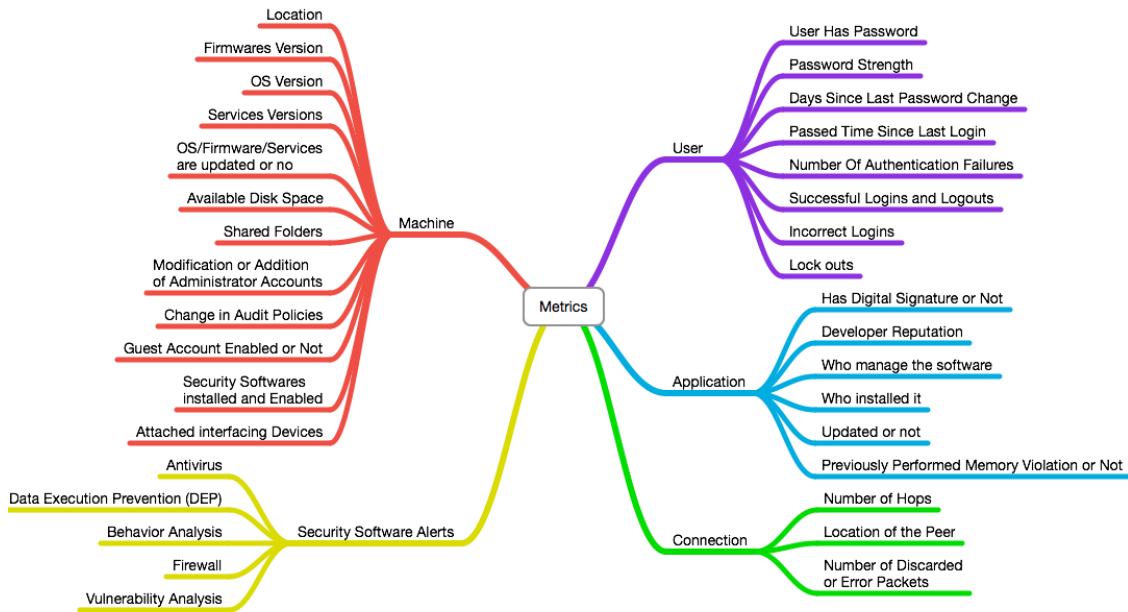 Metrics
Machine
Location
Firmwares Version
OS Version
Services Versions
OS/Firmware/Services
are updated or no
Available Disk Space
Shared Folders
Modification or Addition
of Administrator Accounts
Change in Audit Policies
Guest Account Enabled or Not
Security Softwares
installed and Enabled
Attached interfacing Devices
Security Software Alerts
Antivirus
Data Execution Prevention (DEP)
Behavior Analysis
Firewall
Vulnerability Analysis
User
User Has Password
Password Strength
Days Since Last Password Change
Passed Time Since Last Login
Number Of Authentication Failures
Successful Logins and Logouts
Incorrect Logins
Lock outs
Application
Has Digital Signature or Not
Developer Reputation
Who manage the software
Who installed it
Updated or not
Previously Performed Memory Violation or Not
Connection
Number of Hops
Location of the Peer
Number of Discarded
or Error Packets